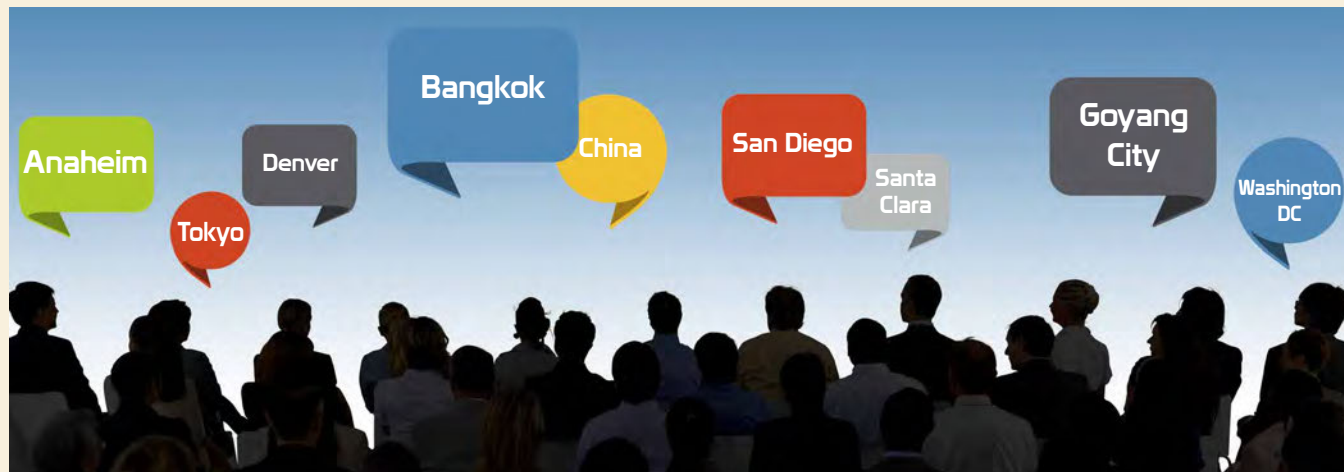 Anaheim
Tokyo
Denver
Bangkok
China
San Diego
Santa
Clara
Goyang
City
Washington
DC